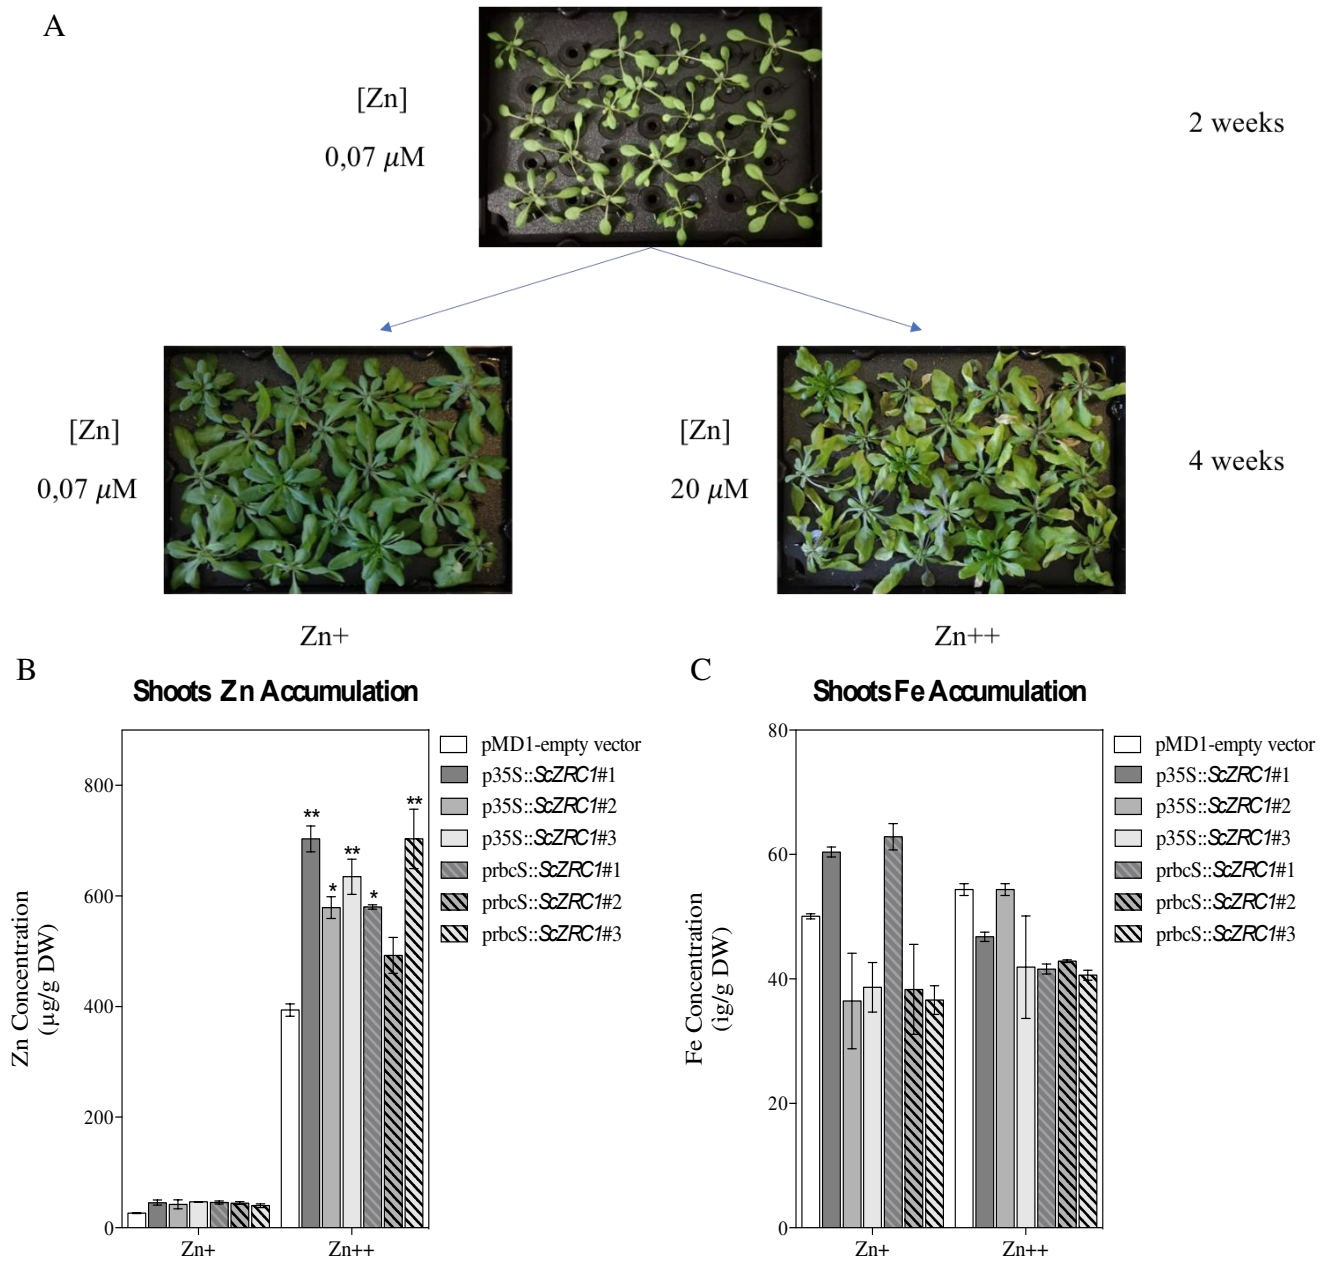 A
[Zn]
0,07 μM
2 weeks
[Zn]
0,07 μM
[Zn]
20 μM
4 weeks
Zn+
Zn++
B
Shoots Zn Accumulation
Zn Concentration
(μg/g DW)
800
600
400
200
0
**
*
**
*
**
Zn+
Zn++
pMD1-empty vector
p35S::ScZRC1#1
p35S::ScZRC1#2
p35S::ScZRC1#3
prbcS::ScZRC1#1
prbcS::ScZRC1#2
prbcS::ScZRC1#3
C
Shoots Fe Accumulation
Fe Concentration
(ìg/g DW)
80
60
40
20
0
Zn+
Zn++
pMD1-empty vector
p35S::ScZRC1#1
p35S::ScZRC1#2
p35S::ScZRC1#3
prbcS::ScZRC1#1
prbcS::ScZRC1#2
prbcS::ScZRC1#3